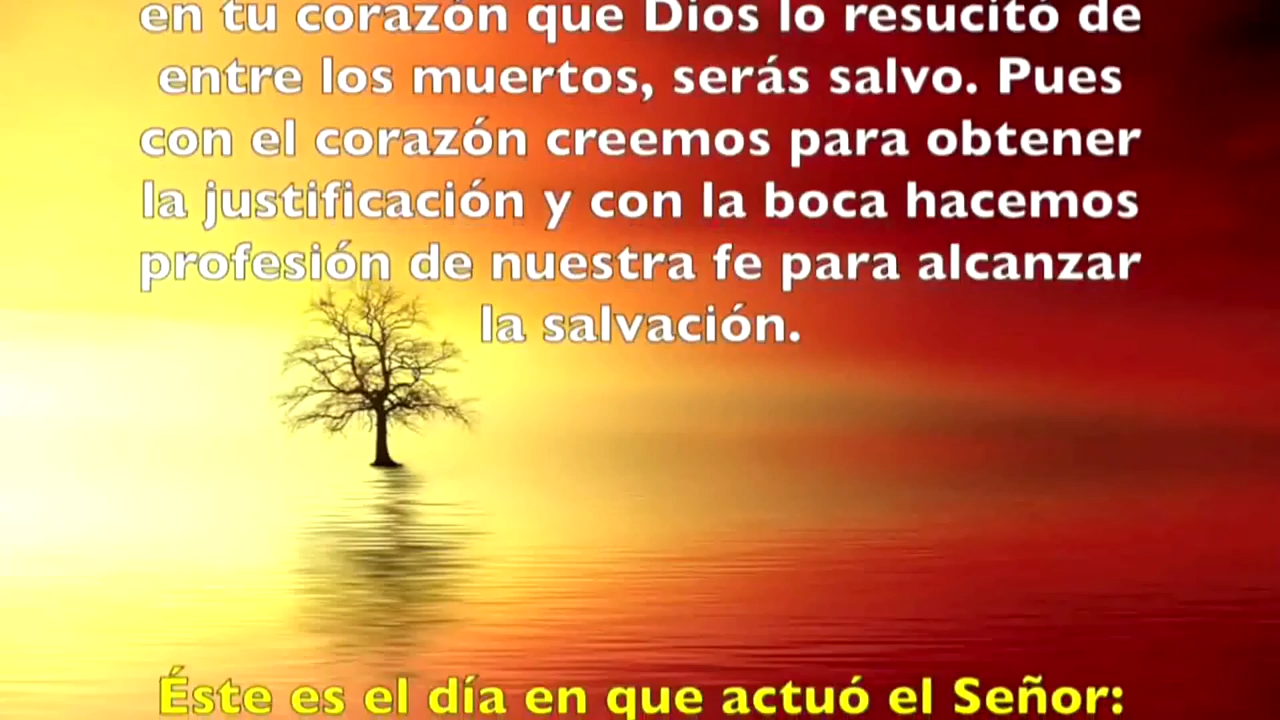 en tu corazón que Dios lo resucitó de
entre los muertos, serás salvo. Pues
con el corazón creemos para obtener
la justificación y con la boca hacemos
profesión de nuestra fe para alcanzar
la salvación.
Éste es el día en que actuó el Señor: